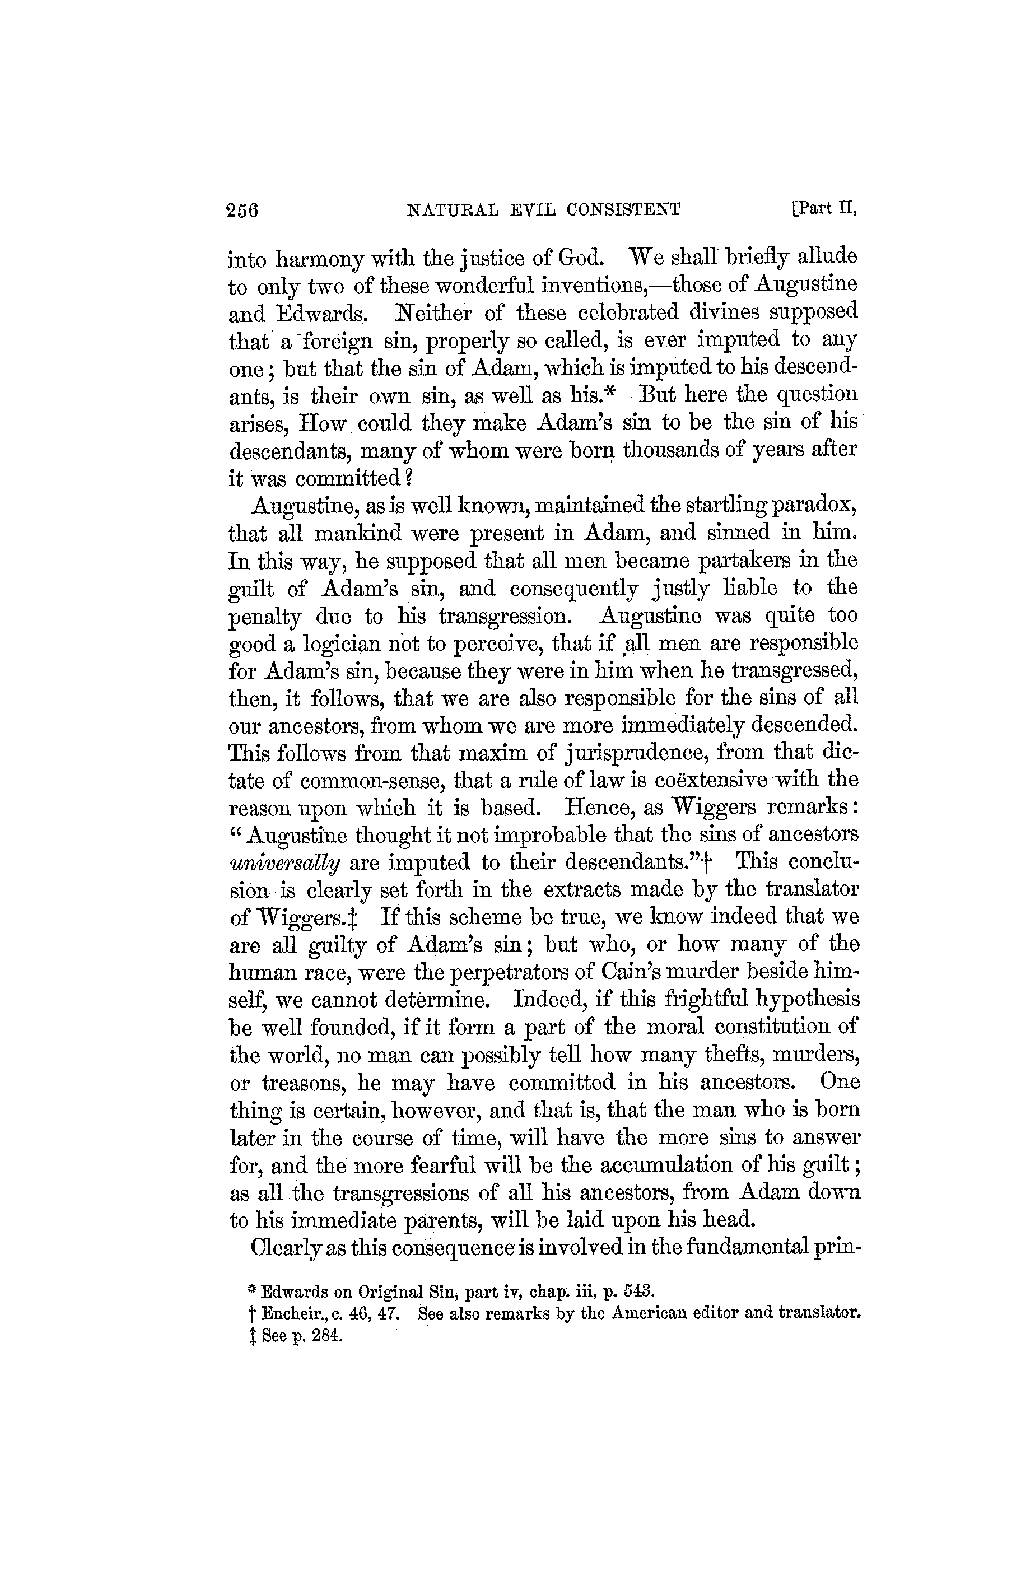 256 NATURAL EVIL CONSISTENT [Part II,
into harmony with the justice of God. We shall briefly allude
to only two of these wonderful inventions,—those of Augustine
and Edwards. Neither of these celebrated divines supposed
that a foreign sin, properly so called, is ever imputed to any
one; but that the sin of Adam, which is imputed to his descend-
ants, is their own sin, as well as his.* But here the question
arises, How could they make Adam's sin to be the sin of his
descendants, many of whom were born thousands of years after
it was committed?
Augustine, as is well known, maintained the startling paradox,
that all mankind were present in Adam, and sinned in him.
In this way, he supposed that all men became partakers in the
guilt of Adam's sin, and consequently justly liable to the
penalty due to his transgression. Augustine was quite too
good a logician not to perceive, that if all men are responsible
for Adam's sin, because they were in him when he transgressed,
then, it follows, that we are also responsible for the sins of all
our ancestors, from whom we are more immediately descended.
This follows from that maxim of jurisprudence, from that dic-
tate of common-sense, that a rule of law is coëxtensive with the
reason upon which it is based. Hence, as Wiggers remarks:
"Augustine thought it not improbable that the sins of ancestors
universally are imputed to their descendants."† This conclu-
sion is clearly set forth in the extracts made by the translator
of Wiggers.‡ If this scheme be true, we know indeed that we
are all guilty of Adam's sin; but who, or how many of the
human race, were the perpetrators of Cain's murder beside him-
self, we cannot determine. Indeed, if this frightful hypothesis
be well founded, if it form a part of the moral constitution of
the world, no man can possibly tell how many thefts, murders,
or treasons, he may have committed in his ancestors. One
thing is certain, however, and that is, that the man who is born
later in the course of time, will have the more sins to answer
for, and the more fearful will be the accumulation of his guilt;
as all the transgressions of all his ancestors, from Adam down
to his immediate parents, will be laid upon his head.
Clearly as this consequence is involved in the fundamental prin-
* Edwards on Original Sin, part iv, chap. iii, p. 543.
† Encheir., c. 46, 47. See also remarks by the American editor and translator.
‡ See p. 284.